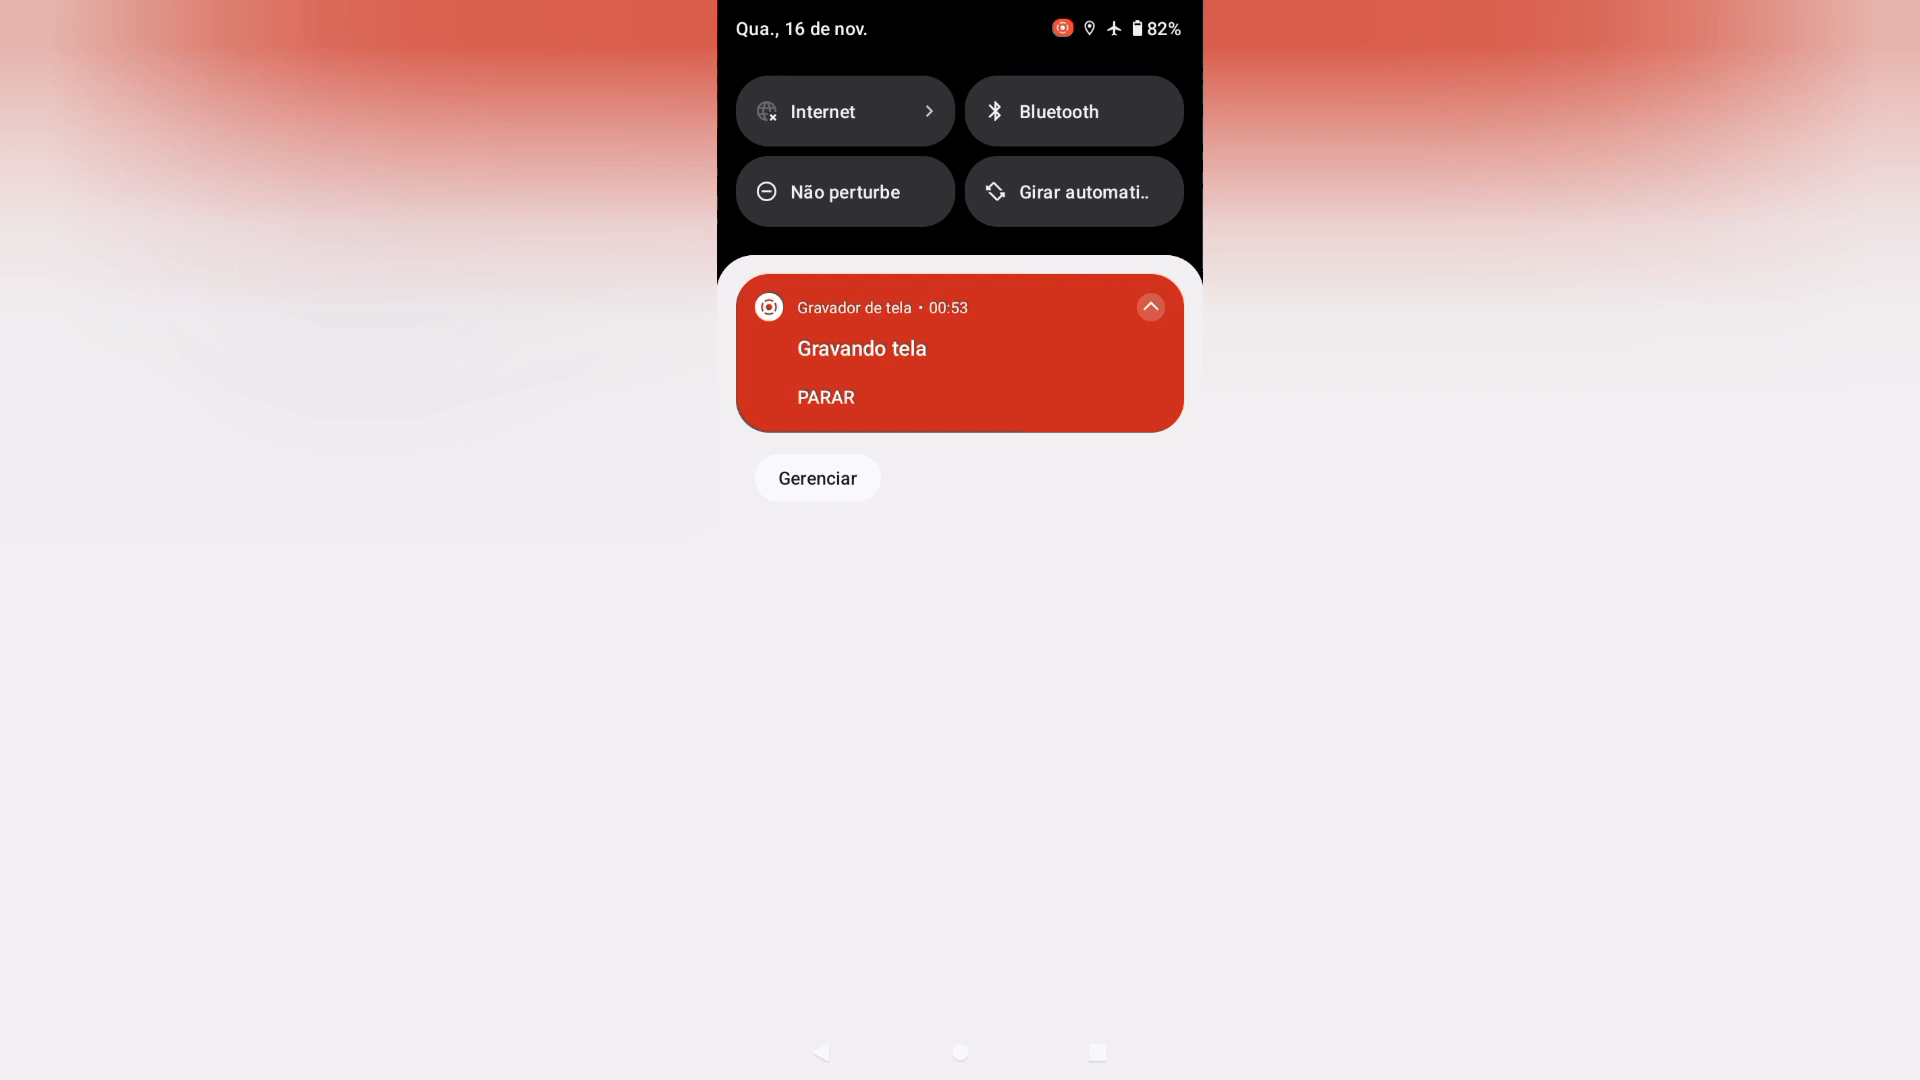 Qua., 16 de nov.
82%
Internet
Bluetooth
Não perturbe
Girar automati..
Gravador de tela • 00:53
Gravando tela
PARAR
Gerenciar